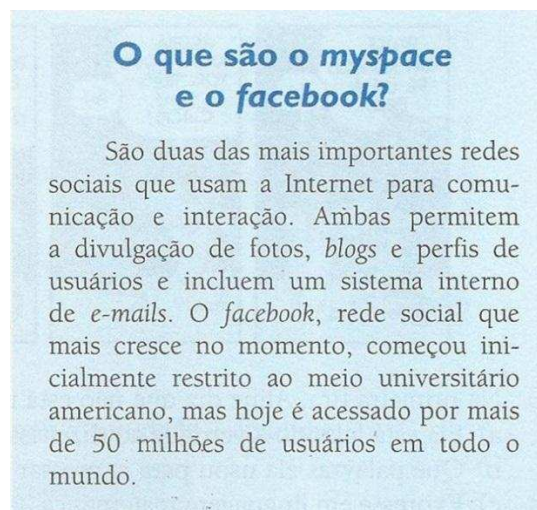 O que são o myspace
e o facebook?
São duas das mais importantes redes
sociais que usam a Internet para comu-
nicação e interação. Ambas permitem
a divulgação de fotos, blogs e perfis de
usuários e incluem um sistema interno
de e-mails. O facebook, rede social que
mais cresce no momento, começou ini-
cialmente restrito ao meio universitário
americano, mas hoje é acessado por mais
de 50 milhões de usuários em todo o
mundo.